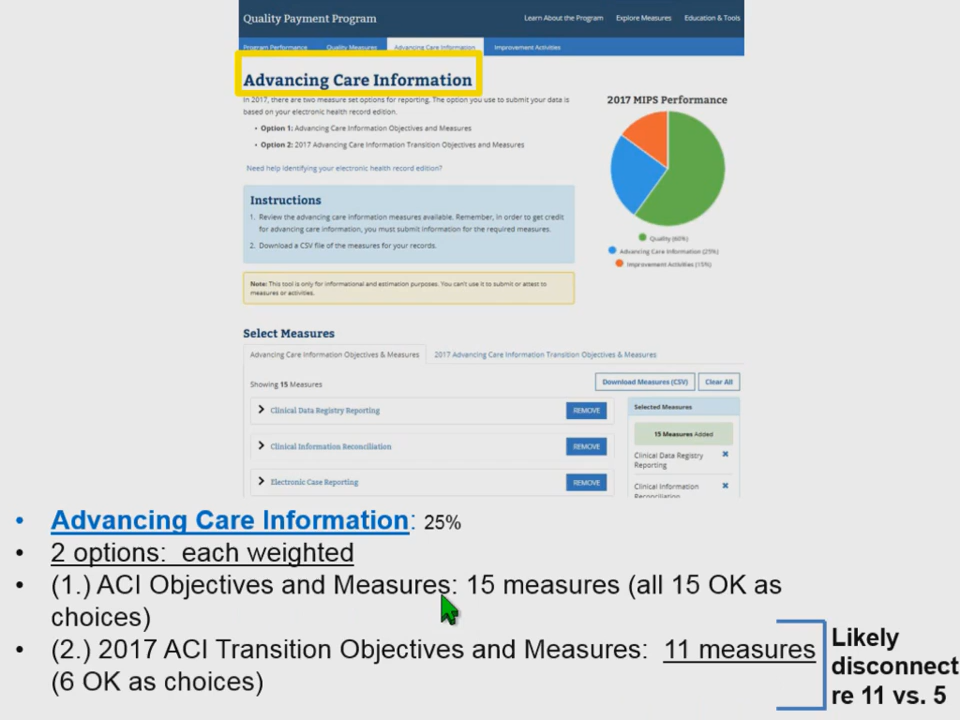 Quality Payment Program
Learn About the Program Explore Measures Education & Tools
Program Performance Quality Measures Advancing Care Information Improvement Activities
Advancing Care Information
In 2017, there are two measure set options for reporting. The option you use to submit your data is
based on your electronic health record edition.
• Option 1: Advancing Care Information Objectives and Measures
• Option 2: 2017 Advancing Care Information Transition Objectives and Measures
Need help identifying your electronic health record edition?
Instructions
1. Review the advancing care information measures available. Remember, in order to get credit
for advancing care information, you must submit information for the required measures.
2. Download a CSV file of the measures for your records.
Note: This tool is only for informational and estimation purposes. You can't use it to submit or attest to
measures or activities.
2017 MIPS Performance
Quality (60%)
Advancing Care Information (25%)
Improvement Activities (15%)
Select Measures
Advancing Care Information Objectives & Measures 2017 Advancing Care Information Transition Objectives & Measures
Showing 15 Measures
Download Measures (CSV) Clear All
Clinical Data Registry Reporting REMOVE
Clinical Information Reconciliation REMOVE
Electronic Case Reporting REMOVE
Selected Measures
15 Measures Added
Clinical Data Registry
Reporting
Clinical Information
Reconciliation
• Advancing Care Information: 25%
• 2 options: each weighted
• (1.) ACI Objectives and Measures: 15 measures (all 15 OK as
choices)
• (2.) 2017 ACI Transition Objectives and Measures: 11 measures
(6 OK as choices)
Likely
disconnect
re 11 vs. 5